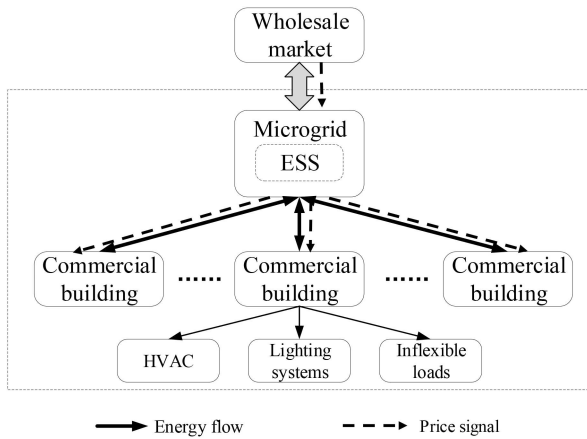 Wholesale
market
Microgrid
ESS
Commercial
building
......
Commercial
building
......
Commercial
building
HVAC
Lighting
systems
Inflexible
loads
Energy flow
Price signal